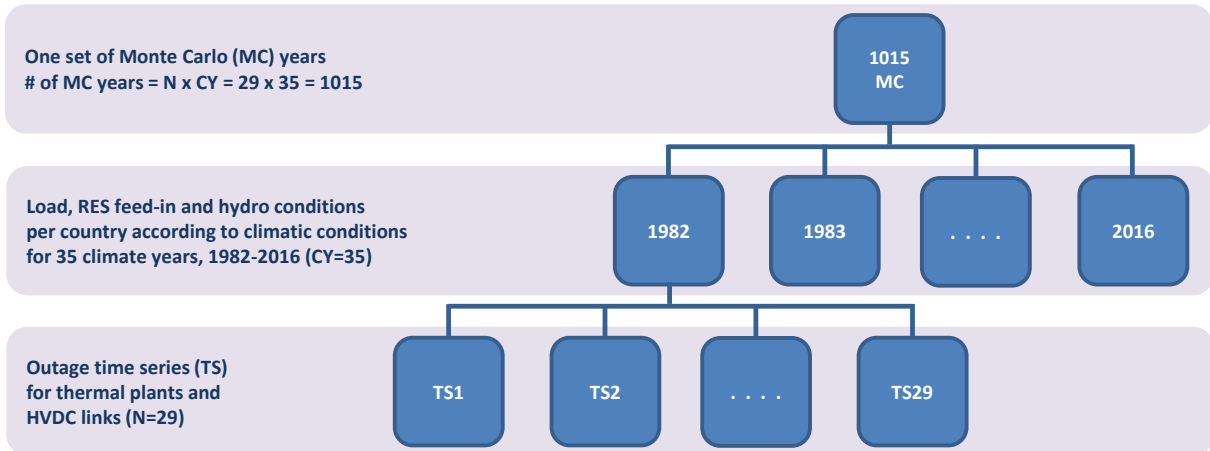 One set of Monte Carlo (MC) years
# of MC years = N x CY = 29 x 35 = 1015
1015
MC
Load, RES feed-in and hydro conditions
per country according to climatic conditions
for 35 climate years, 1982-2016 (CY=35)
1982
1983
. . . .
2016
Outage time series (TS)
for thermal plants and
HVDC links (N=29)
TS1
TS2
. . . .
TS29